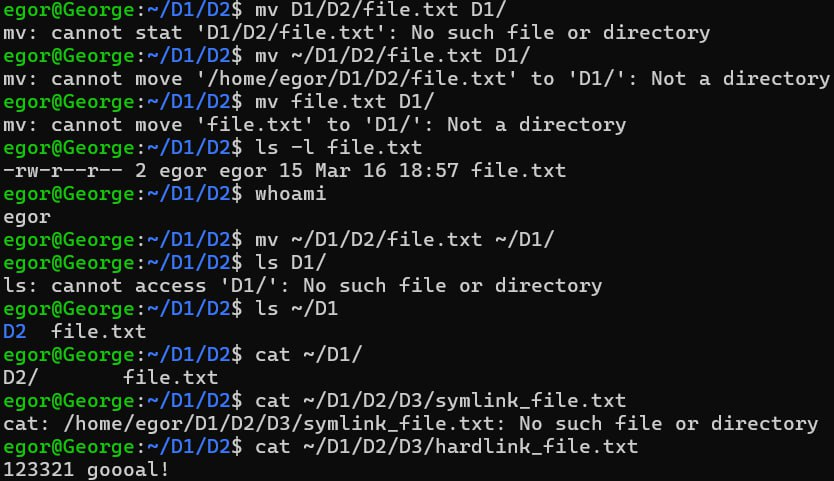 egor@George:~/D1/D2$ mv D1/D2/file.txt D1/
mv: cannot stat 'D1/D2/file.txt': No such file or directory
egor@George:~/D1/D2$ mv ~/D1/D2/file.txt D1/
mv: cannot move '/home/egor/D1/D2/file.txt' to 'D1/': Not a directory
egor@George:~/D1/D2$ mv file.txt D1/
mv: cannot move 'file.txt' to 'D1/': Not a directory
egor@George:~/D1/D2$ ls -l file.txt
-rw-r--r-- 2 egor egor 15 Mar 16 18:57 file.txt
egor@George:~/D1/D2$ whoami
egor
egor@George:~/D1/D2$ mv ~/D1/D2/file.txt ~/D1/
egor@George:~/D1/D2$ ls D1/
ls: cannot access 'D1/': No such file or directory
egor@George:~/D1/D2$ ls ~/D1
D2  file.txt
egor@George:~/D1/D2$ cat ~/D1/
D2/       file.txt
egor@George:~/D1/D2$ cat ~/D1/D2/D3/symlink_file.txt
cat: /home/egor/D1/D2/D3/symlink_file.txt: No such file or directory
egor@George:~/D1/D2$ cat ~/D1/D2/D3/hardlink_file.txt
123321 goooal!